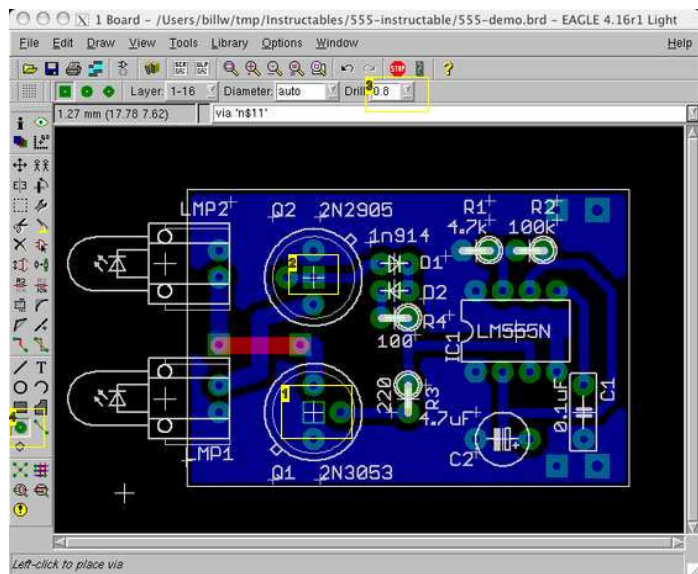 1 Board - /Users/billw/tmp/Instructables/555-instructable/555-demo.brd - EAGLE 4.16r1 Light
File Edit Draw View Tools Library Options Window Help
Layer: 1-16 Diameter: auto Drill: 0.8
1.27 mm (17.78 7.62) via 'n$11'
LMP2 Q2 2N2905 R1 R2
4.7k 100k
1n914
D1
D2
R4
100
LM555N
IC1
220
R3
4.7uF
0.1uF
C1
C2
LMP1
Q1 2N3053
Left-click to place via